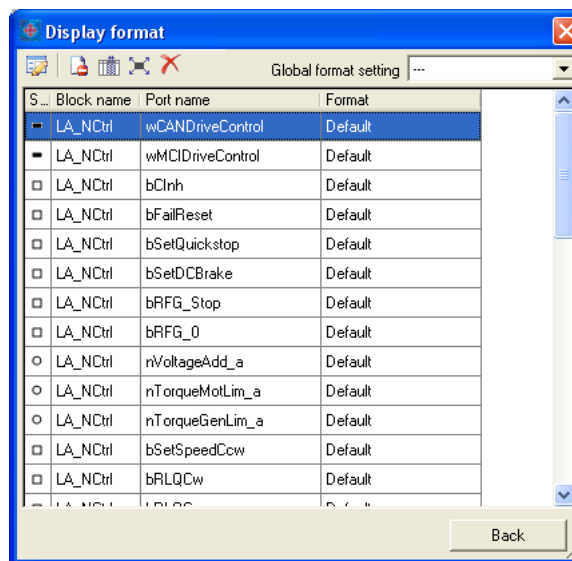 Display format
Global format setting ---
S... Block name Port name Format
LA_NCtrl wCANDriveControl Default
LA_NCtrl wMCIDriveControl Default
LA_NCtrl bCInh Default
LA_NCtrl bFailReset Default
LA_NCtrl bSetQuickstop Default
LA_NCtrl bSetDCBrake Default
LA_NCtrl bRFG_Stop Default
LA_NCtrl bRFG_0 Default
LA_NCtrl nVoltageAdd_a Default
LA_NCtrl nTorqueMotLim_a Default
LA_NCtrl nTorqueGenLim_a Default
LA_NCtrl bSetSpeedCcw Default
LA_NCtrl bRLQCw Default
Back